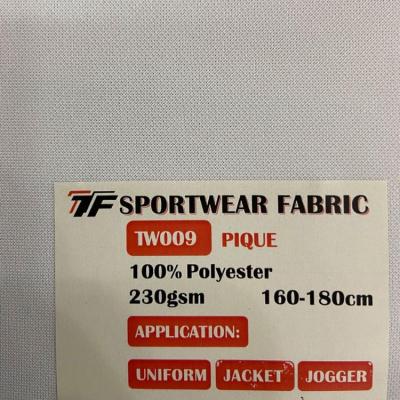 TF SPORTWEAR FABRIC
TW009 PIQUE
100% Polyester
230gsm 160-180cm
APPLICATION:
UNIFORM JACKET JOGGER